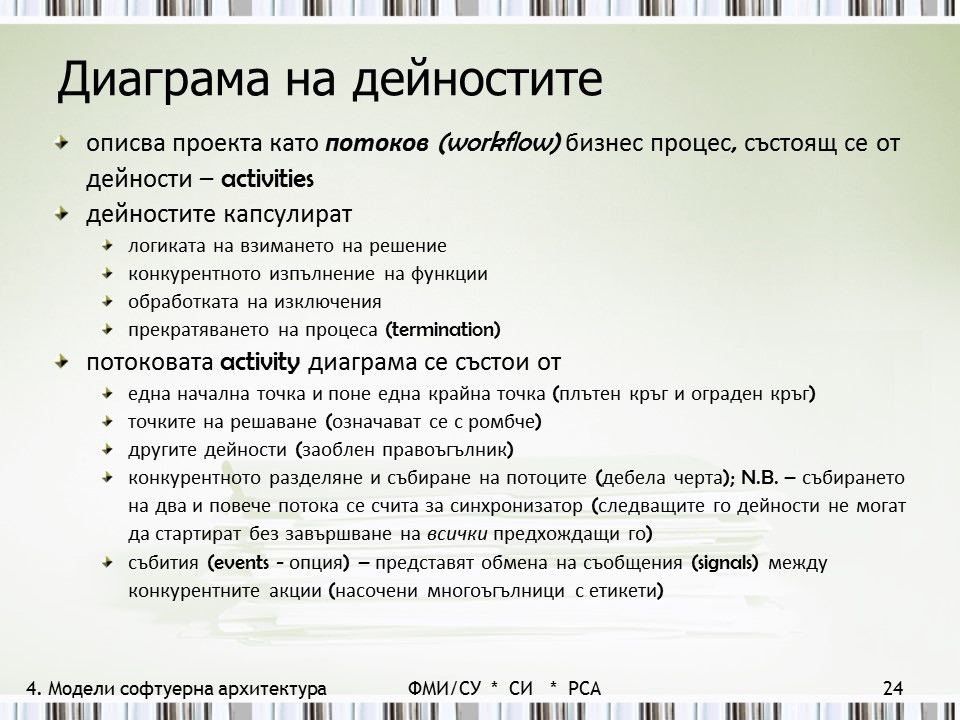 Диаграма на дейностите
описва проекта като потоков (workflow) бизнес процес, състоящ се от
дейности – activities
дейностите капсулират
логиката на взимането на решение
конкурентното изпълнение на функции
обработката на изключения
прекратяването на процеса (termination)
потоковата activity диаграма се състои от
една начална точка и поне една крайна точка (плътен кръг и ограден кръг)
точките на решаване (означават се с ромбче)
другите дейности (заоблен правоъгълник)
конкурентното разделяне и събиране на потоците (дебела черта); N.B. – събирането
на два и повече потока се счита за синхронизатор (следващите го дейности не могат
да стартират без завършване на всички предхождащи го)
събития (events - опция) – представят обмена на съобщения (signals) между
конкурентните акции (насочени многоъгълници с етикети)
4. Модели софтуерна архитектура ФМИ/СУ * СИ * РСА 24